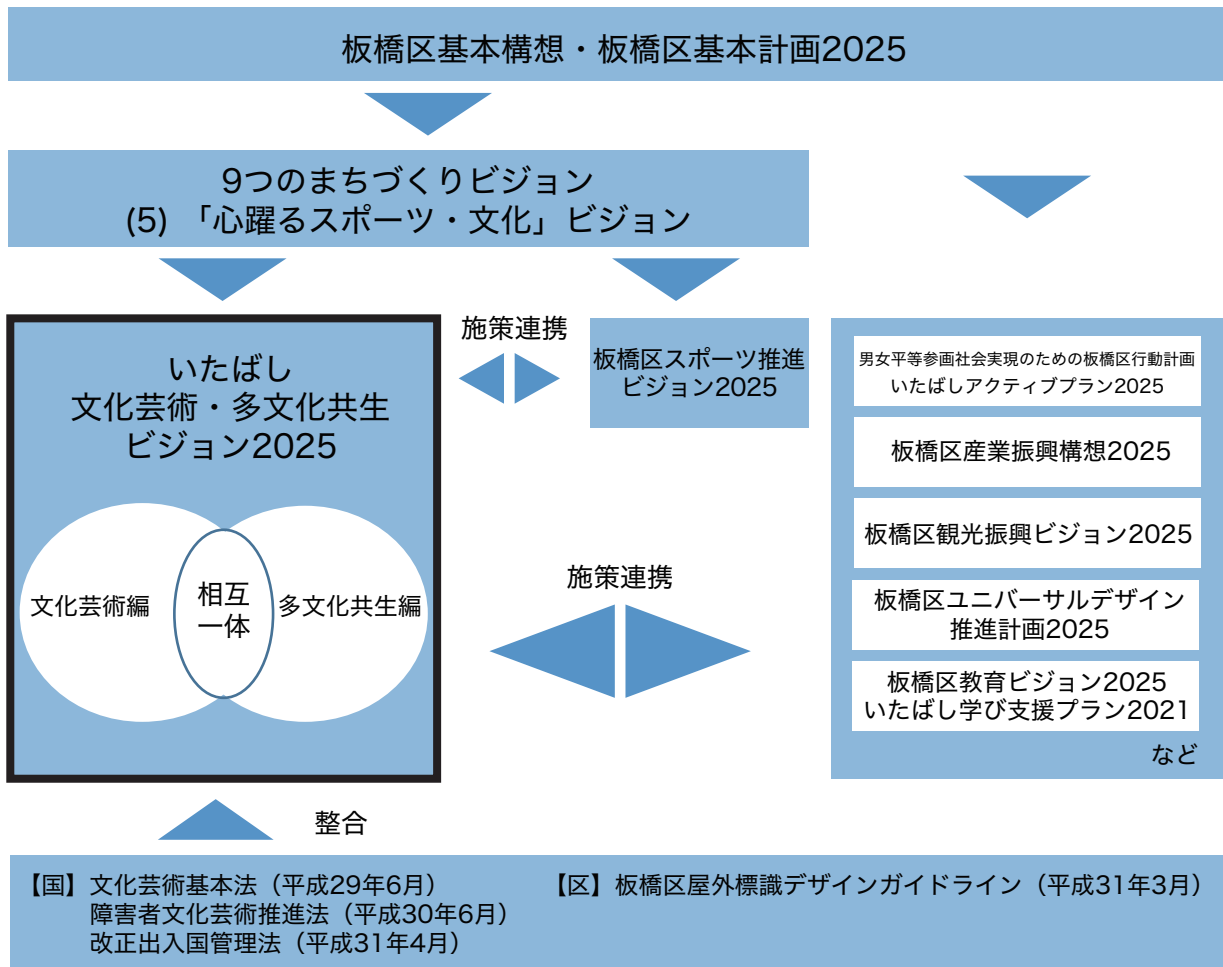 板橋区基本構想・板橋区基本計画2025
9つのまちづくりビジョン
(5) 「心躍るスポーツ・文化」ビジョン
いたばし
文化芸術・多文化共生
ビジョン2025
文化芸術編
相互
一体
多文化共生編
施策連携
板橋区スポーツ推進
ビジョン2025
施策連携
男女平等参画社会実現のための板橋区行動計画
いたばしアクティブプラン2025
板橋区産業振興構想2025
板橋区観光振興ビジョン2025
板橋区ユニバーサルデザイン
推進計画2025
板橋区教育ビジョン2025
いたばし学び支援プラン2021
など
整合
【国】文化芸術基本法（平成29年6月）
障害者文化芸術推進法（平成30年6月）
改正出入国管理法（平成31年4月）
【区】板橋区屋外標識デザインガイドライン（平成31年3月）